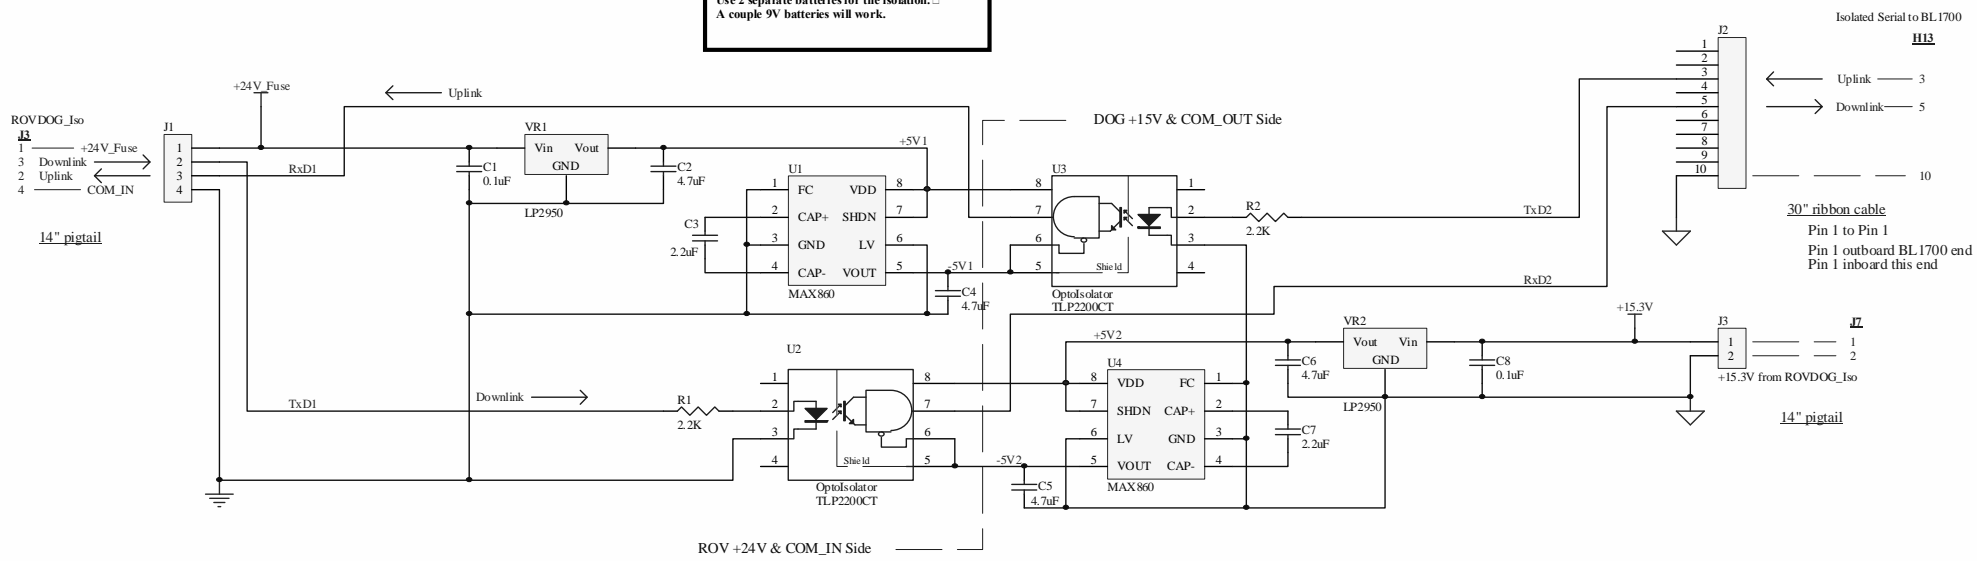 Use 2 separate batteries for the isolation.
A couple 9V batteries will work.
Isolated Serial to BL1700
H13
J2
1
2
3
4
5
6
7
8
9
10
Uplink 3
Downlink 5
10
30" ribbon cable
Pin 1 to Pin 1
Pin 1 outboard BL1700 end
Pin 1 inboard this end
+24V_Fuse
Uplink
DOG +15V & COM_OUT Side
ROVDOG_Iso
J3
1 +24V_Fuse
3 Downlink
2 Uplink
4 COM_IN
14" pigtail
J1
1
2
3
4
RxD1
VR1
Vin Vout
GND
LP2950
C1
0.1uF
C2
4.7uF
+5V1
U1
1 FC VDD 8
2 CAP+ SHDN 7
3 GND LV 6
4 CAP- VOUT 5
MAX860
C3
2.2uF
-5V1
C4
4.7uF
U3
8 1
7 2
6 3
5 4
Shield
OptoIsolator
TLP2200CT
R2
2.2K
TxD2
RxD2
+5V2
VR2
Vout Vin
GND
LP2950
C6
4.7uF
C8
0.1uF
+15.3V
J3
1
2
J7
1
2
+15.3V from ROVDOG_Iso
14" pigtail
U2
1 8
2 7
3 6
4 5
Shield
OptoIsolator
TLP2200CT
TxD1
Downlink
R1
2.2K
U4
8 VDD FC 1
7 SHDN CAP+ 2
6 LV GND 3
5 VOUT CAP- 4
MAX860
C7
2.2uF
-5V2
C5
4.7uF
ROV +24V & COM_IN Side